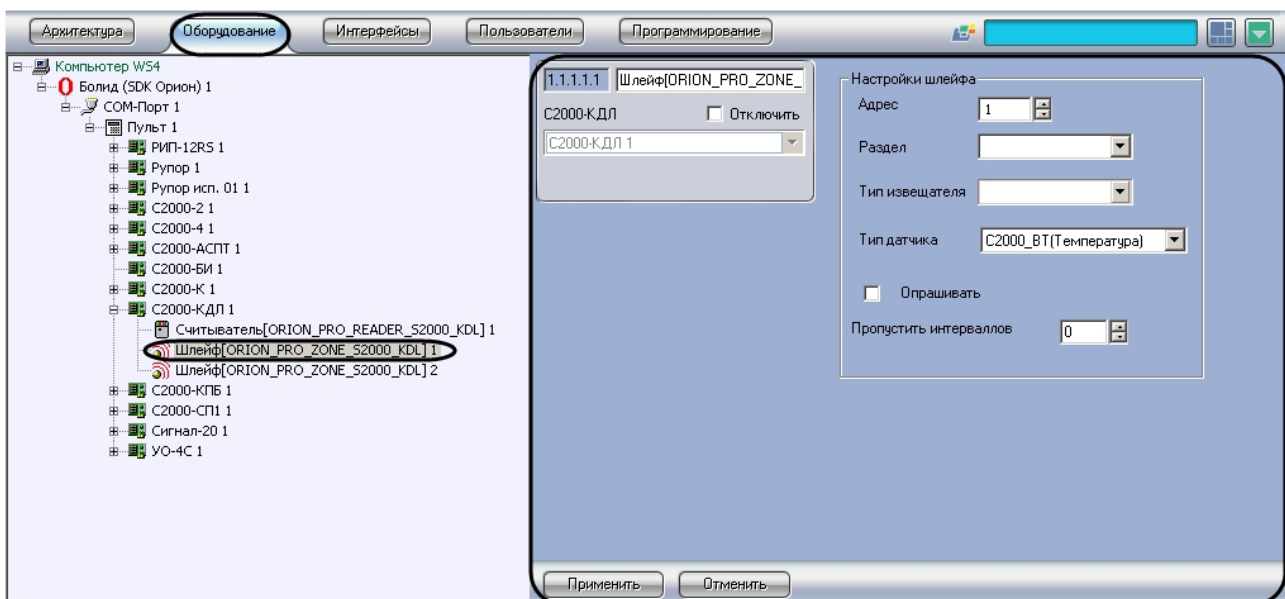 Архитектура Оборудование Интерфейсы Пользователи Программирование
Компьютер WS4
Болид (SDK Орион) 1
COM-Порт 1
Пульт 1
РИП-12RS 1
Рупор 1
Рупор исп. 01 1
С2000-2 1
С2000-4 1
С2000-АСПТ 1
С2000-БИ 1
С2000-К 1
С2000-КДЛ 1
Считыватель[ORION_PRO_READER_S2000_KDL] 1
Шлейф[ORION_PRO_ZONE_S2000_KDL] 1
Шлейф[ORION_PRO_ZONE_S2000_KDL] 2
С2000-КПБ 1
С2000-СП1 1
Сигнал-20 1
УО-4С 1
1.1.1.1.1 Шлейф[ORION_PRO_ZONE_
С2000-КДЛ Отключить
С2000-КДЛ 1
Настройки шлейфа
Адрес 1
Раздел
Тип извещателя
Тип датчика С2000_ВТ(Температура)
Опрашивать
Пропустить интервалов 0
Применить Отменить